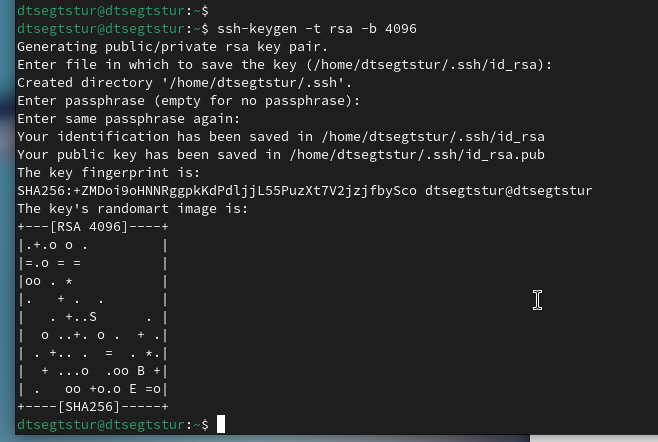 dtsegtstur@dtsegtstur:~$
dtsegtstur@dtsegtstur:~$ ssh-keygen -t rsa -b 4096
Generating public/private rsa key pair.
Enter file in which to save the key (/home/dtsegtstur/.ssh/id_rsa):
Created directory '/home/dtsegtstur/.ssh'.
Enter passphrase (empty for no passphrase):
Enter same passphrase again:
Your identification has been saved in /home/dtsegtstur/.ssh/id_rsa
Your public key has been saved in /home/dtsegtstur/.ssh/id_rsa.pub
The key fingerprint is:
SHA256:+ZMDoi9oHNNRggpkKdPdljjL55PuzXt7V2jzjfbySco dtsegtstur@dtsegtstur
The key's randomart image is:
+---[RSA 4096]----+
|.+.o o .         |
|=.o = =          |
|oo . *           |
|.   + .  .       |
|   . +..S      . |
|  o ..+. o .  + .|
| . +.. .  =  . *.|
|  + ...o  .oo B +|
| .   oo +o.o E =o|
+----[SHA256]-----+
dtsegtstur@dtsegtstur:~$